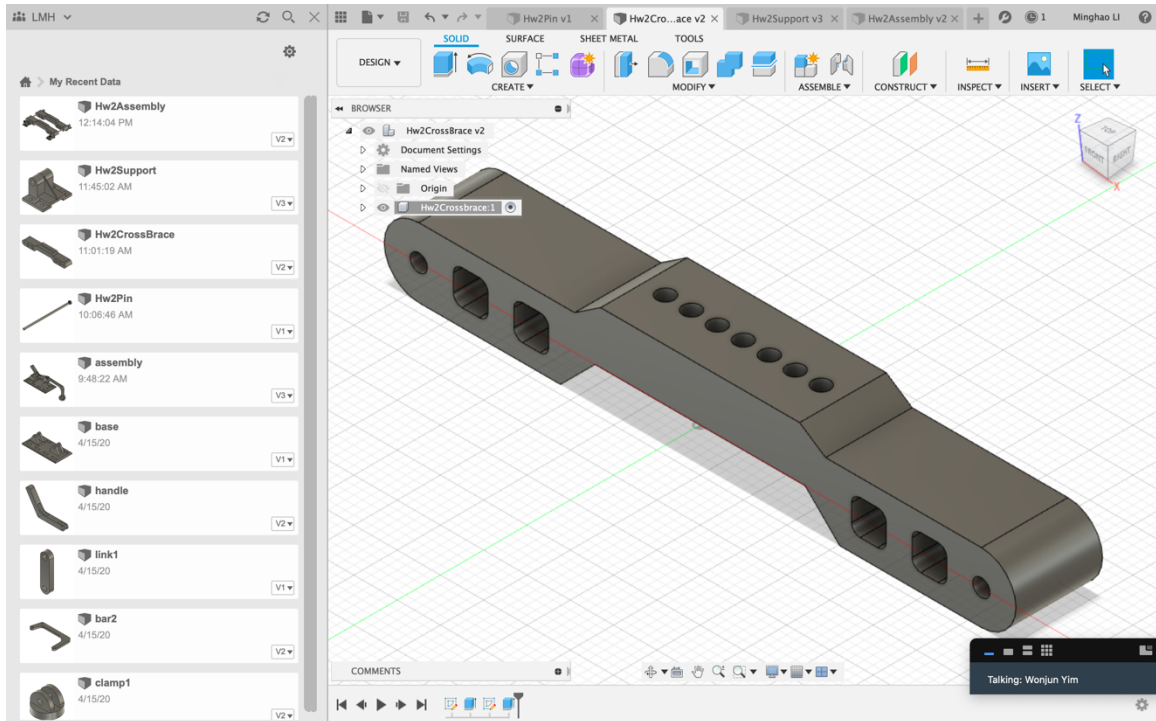 LMH
My Recent Data
Hw2Assembly
12:14:04 PM
V2
Hw2Support
11:45:02 AM
V3
Hw2CrossBrace
11:01:19 AM
V2
Hw2Pin
10:06:46 AM
V1
assembly
9:48:22 AM
V3
base
4/15/20
V1
handle
4/15/20
V2
link1
4/15/20
V1
bar2
4/15/20
V2
clamp1
4/15/20
V2
Hw2Pin v1 Hw2Cro...ace v2 Hw2Support v3 Hw2Assembly v2 1 Minghao LI
SOLID SURFACE SHEET METAL TOOLS
DESIGN
CREATE MODIFY ASSEMBLE CONSTRUCT INSPECT INSERT SELECT
BROWSER
Hw2CrossBrace v2
Document Settings
Named Views
Origin
Hw2Crossbrace:1
Z
TOP
FRONT RIGHT
X
COMMENTS
Talking: Wonjun Yim